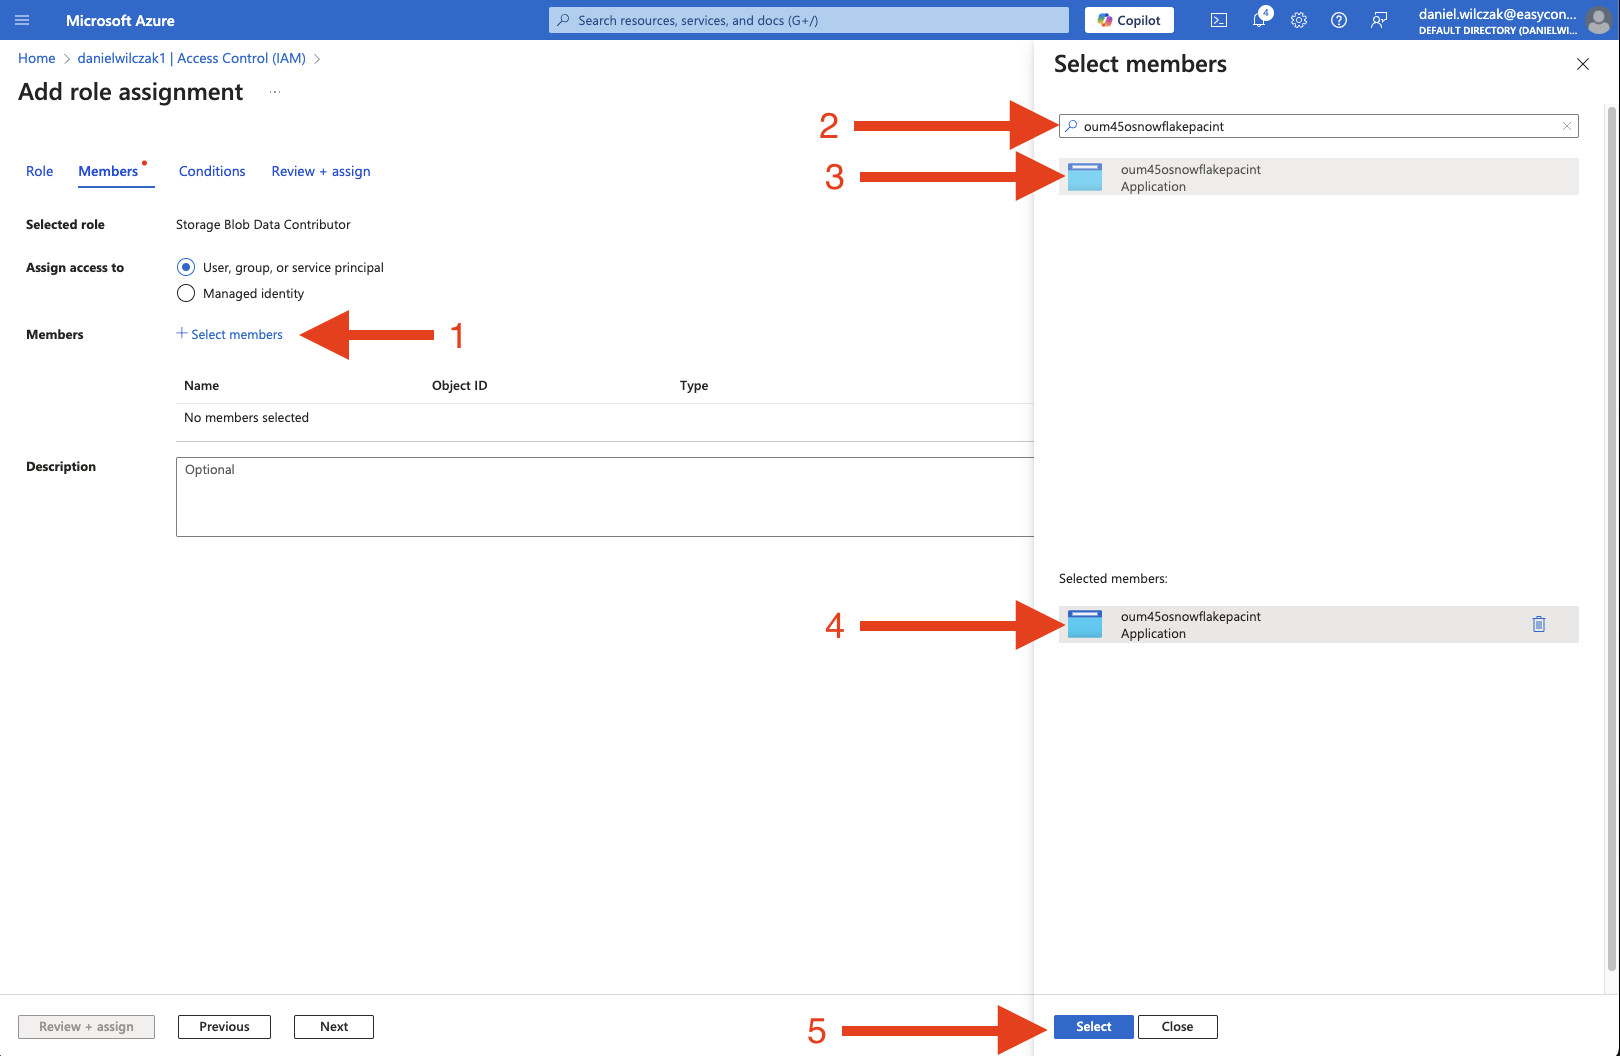 Microsoft Azure
Search resources, services, and docs (G+/)
Copilot
4
daniel.wilczak@easycon...
DEFAULT DIRECTORY (DANIELWI...
Home > danielwilczak1 | Access Control (IAM) >
Add role assignment ...
Role Members Conditions Review + assign
Selected role Storage Blob Data Contributor
Assign access to User, group, or service principal
Managed identity
Members + Select members
1
Name Object ID Type
No members selected
Description Optional
Review + assign Previous Next
Select members
2 oum45osnowflakepacint
3 oum45osnowflakepacint
Application
Selected members:
4 oum45osnowflakepacint
Application
5 Select Close